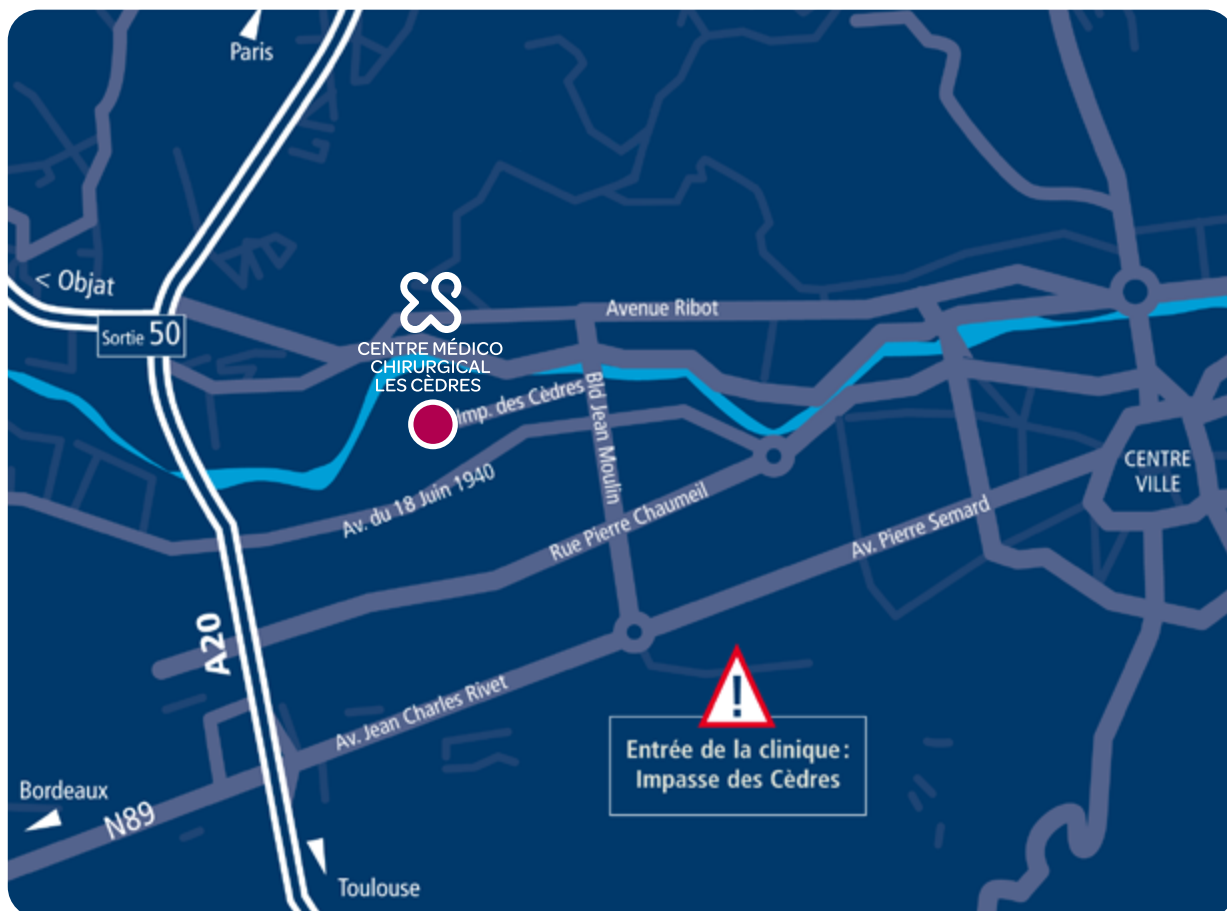 Paris
< Objat
Sortie 50
CENTRE MÉDICO
CHIRURGICAL
LES CÈDRES
Avenue Ribot
Imp. des Cèdres
Bld Jean Moulin
Av. du 18 Juin 1940
Rue Pierre Chaumeil
Av. Pierre Semard
CENTRE
VILLE
A20
Av. Jean Charles Rivet
!
Entrée de la clinique :
Impasse des Cèdres
Bordeaux
N89
Toulouse